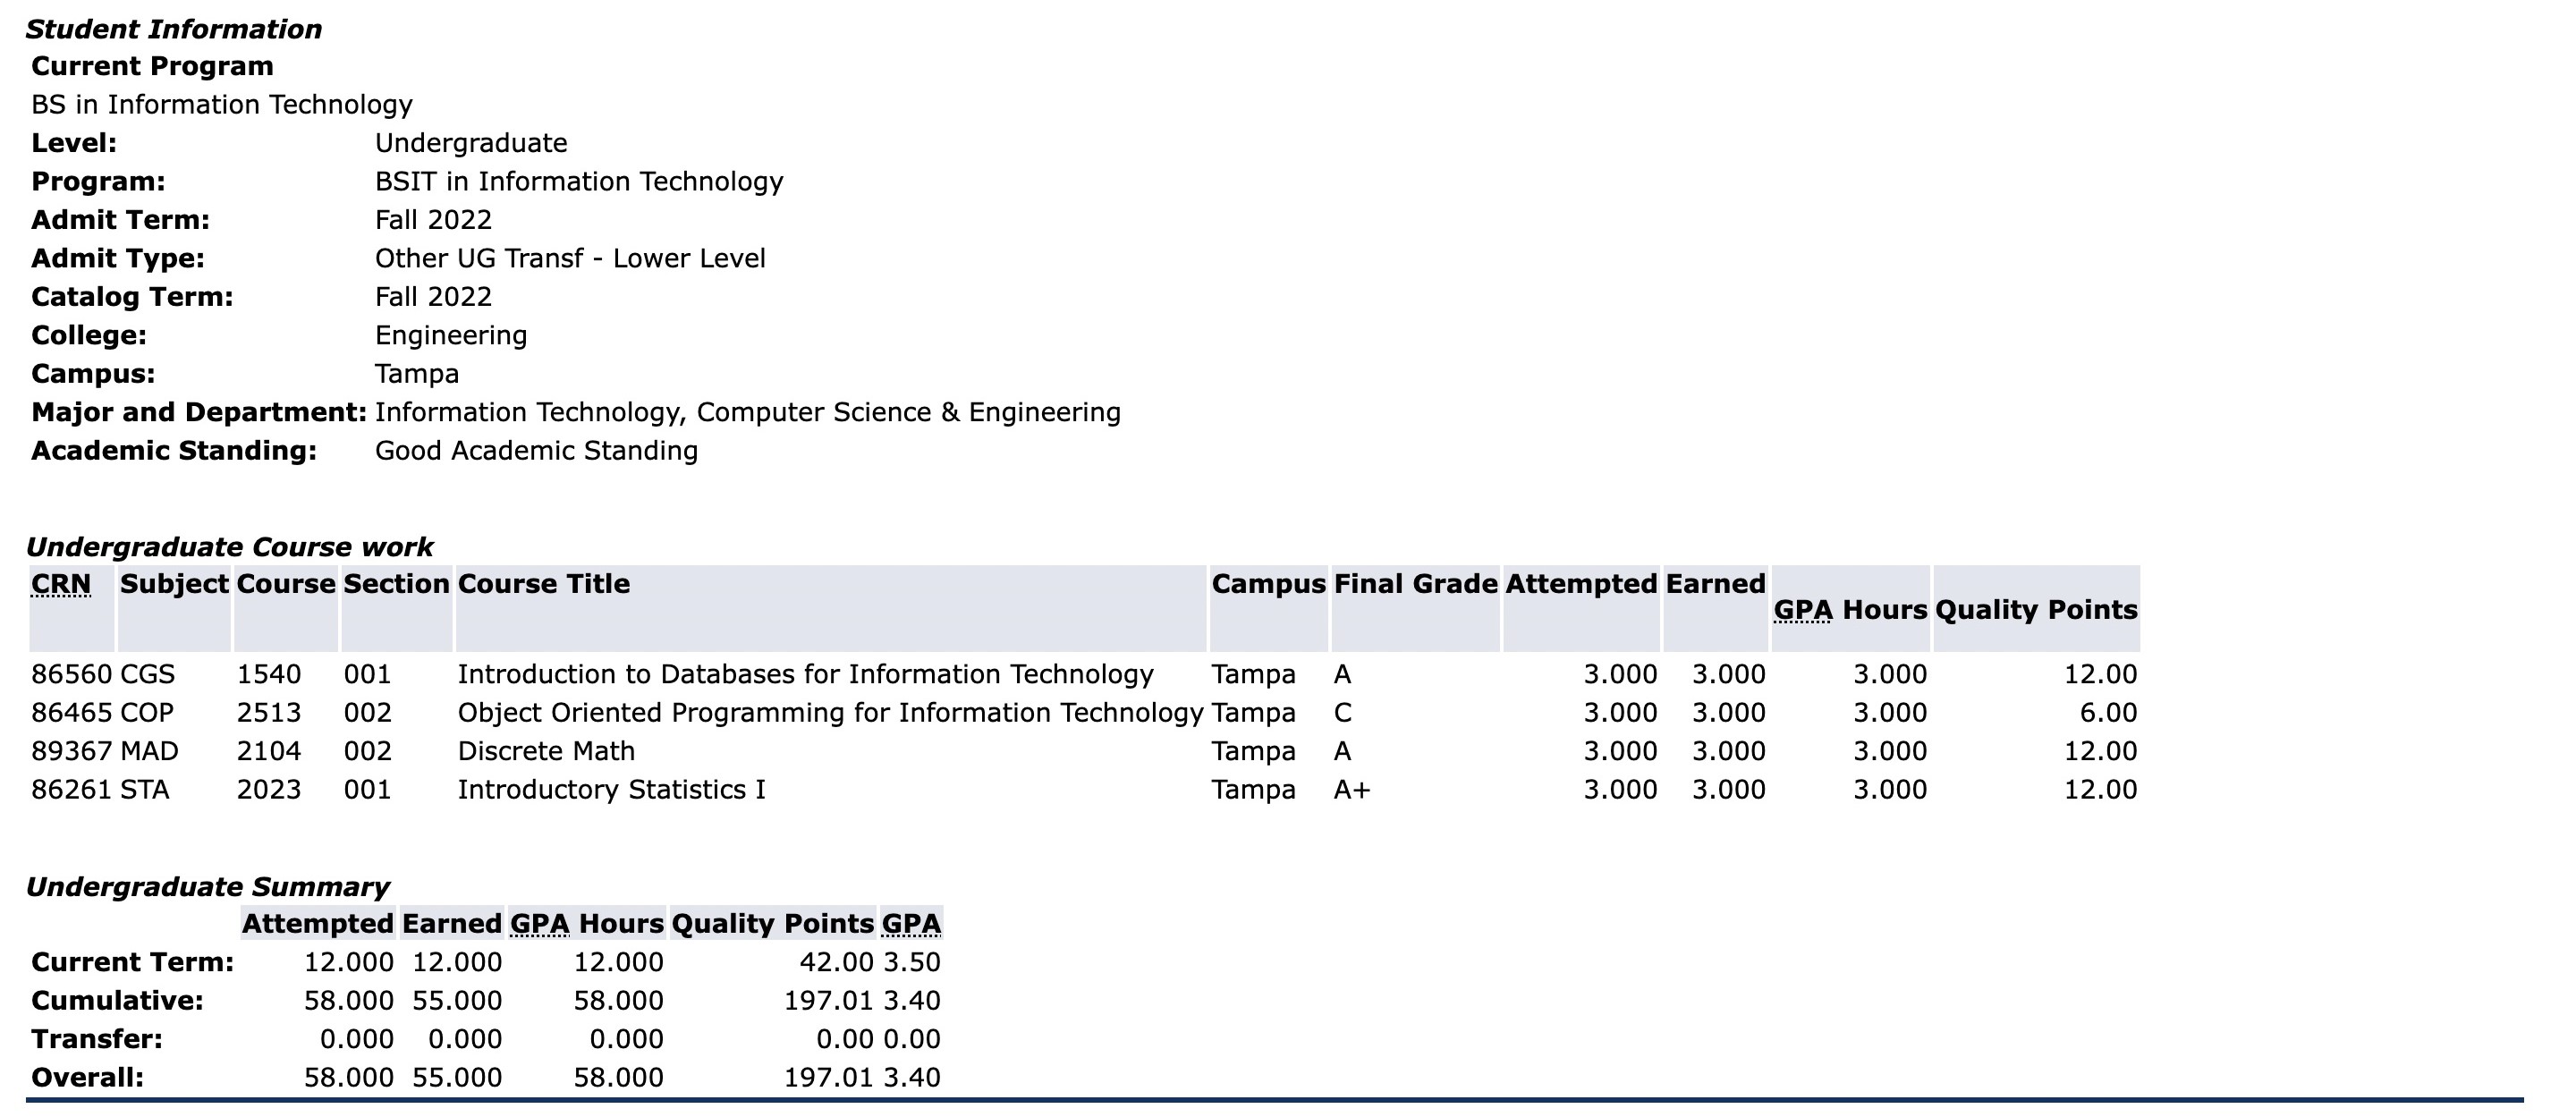 Student Information
Current Program
BS in Information Technology
Level: Undergraduate
Program: BSIT in Information Technology
Admit Term: Fall 2022
Admit Type: Other UG Transf - Lower Level
Catalog Term: Fall 2022
College: Engineering
Campus: Tampa
Major and Department: Information Technology, Computer Science & Engineering
Academic Standing: Good Academic Standing
Undergraduate Course work
CRN Subject Course Section Course Title Campus Final Grade Attempted Earned GPA Hours Quality Points
86560 CGS 1540 001 Introduction to Databases for Information Technology Tampa A 3.000 3.000 3.000 12.00
86465 COP 2513 002 Object Oriented Programming for Information Technology Tampa C 3.000 3.000 3.000 6.00
89367 MAD 2104 002 Discrete Math Tampa A 3.000 3.000 3.000 12.00
86261 STA 2023 001 Introductory Statistics I Tampa A+ 3.000 3.000 3.000 12.00
Undergraduate Summary
Attempted Earned GPA Hours Quality Points GPA
Current Term: 12.000 12.000 12.000 42.00 3.50
Cumulative: 58.000 55.000 58.000 197.01 3.40
Transfer: 0.000 0.000 0.000 0.00 0.00
Overall: 58.000 55.000 58.000 197.01 3.40